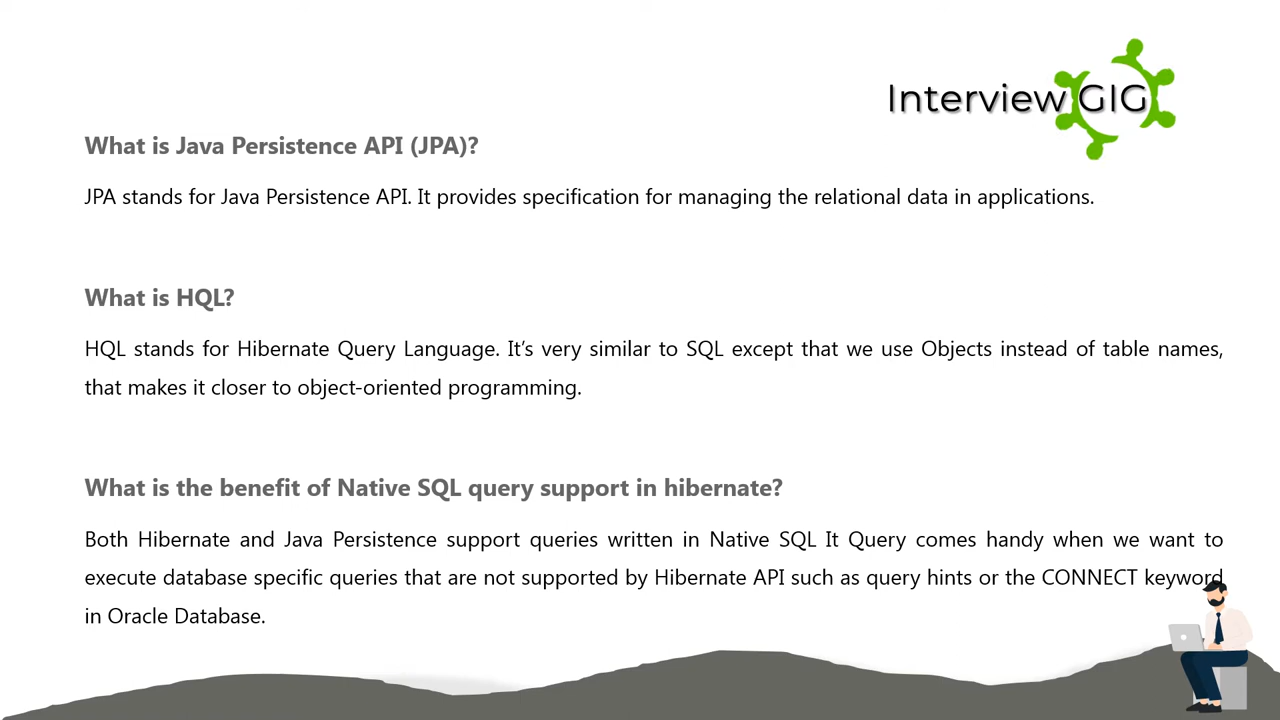 Interview GIG
What is Java Persistence API (JPA)?
JPA stands for Java Persistence API. It provides specification for managing the relational data in applications.
What is HQL?
HQL stands for Hibernate Query Language. It’s very similar to SQL except that we use Objects instead of table names,
that makes it closer to object-oriented programming.
What is the benefit of Native SQL query support in hibernate?
Both Hibernate and Java Persistence support queries written in Native SQL It Query comes handy when we want to
execute database specific queries that are not supported by Hibernate API such as query hints or the CONNECT keyword
in Oracle Database.